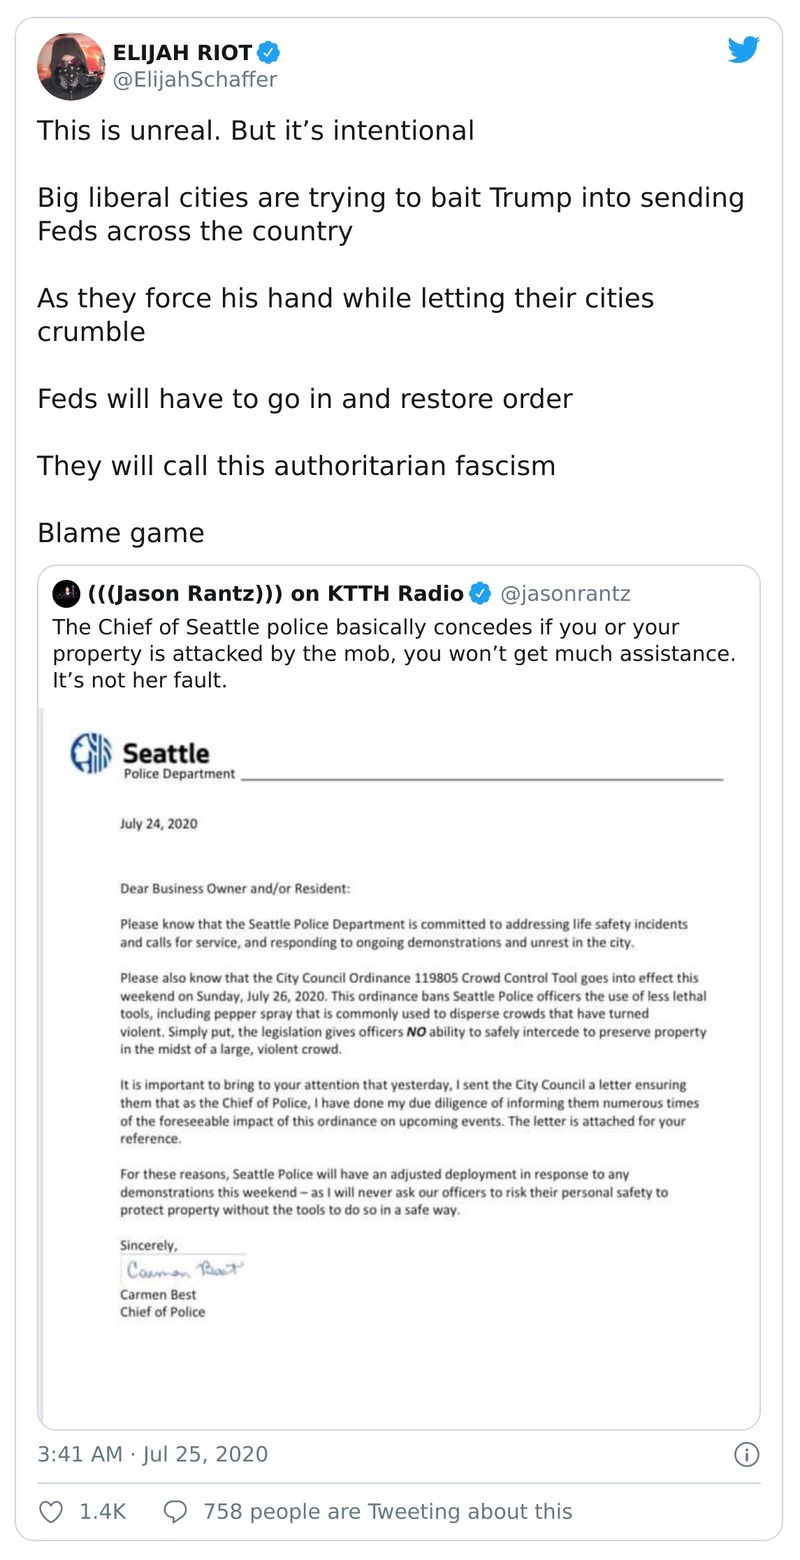 ELIJAH RIOT
@ElijahSchaffer
This is unreal. But it’s intentional
Big liberal cities are trying to bait Trump into sending
Feds across the country
As they force his hand while letting their cities
crumble
Feds will have to go in and restore order
They will call this authoritarian fascism
Blame game
(((Jason Rantz))) on KTTH Radio @jasonrantz
The Chief of Seattle police basically concedes if you or your
property is attacked by the mob, you won’t get much assistance.
It’s not her fault.
Seattle
Police Department
July 24, 2020
Dear Business Owner and/or Resident:
Please know that the Seattle Police Department is committed to addressing life safety incidents
and calls for service, and responding to ongoing demonstrations and unrest in the city.
Please also know that the City Council Ordinance 119805 Crowd Control Tool goes into effect this
weekend on Sunday, July 26, 2020. This ordinance bans Seattle Police officers the use of less lethal
tools, including pepper spray that is commonly used to disperse crowds that have turned
violent. Simply put, the legislation gives officers NO ability to safely intercede to preserve property
in the midst of a large, violent crowd.
It is important to bring to your attention that yesterday, I sent the City Council a letter ensuring
them that as the Chief of Police, I have done my due diligence of informing them numerous times
of the foreseeable impact of this ordinance on upcoming events. The letter is attached for your
reference.
For these reasons, Seattle Police will have an adjusted deployment in response to any
demonstrations this weekend – as I will never ask our officers to risk their personal safety to
protect property without the tools to do so in a safe way.
Sincerely,
Carmen Best
Carmen Best
Chief of Police
3:41 AM · Jul 25, 2020
1.4K 758 people are Tweeting about this